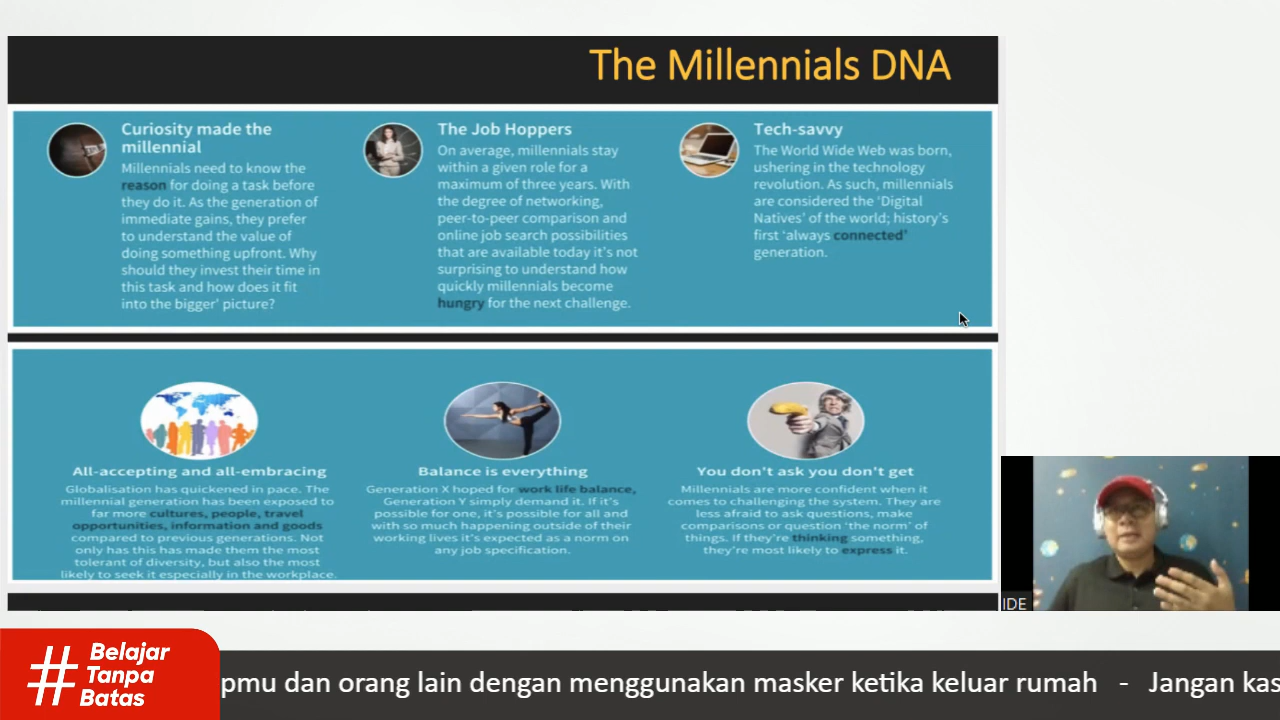 The Millennials DNA
Curiosity made the
millennial
Millennials need to know the
reason for doing a task before
they do it. As the generation of
immediate gains, they prefer
to understand the value of
doing something upfront. Why
should they invest their time in
this task and how does it fit
into the bigger' picture?
The Job Hoppers
On average, millennials stay
within a given role for a
maximum of three years. With
the degree of networking,
peer-to-peer comparison and
online job search possibilities
that are available today it's not
surprising to understand how
quickly millennials become
hungry for the next challenge.
Tech-savvy
The World Wide Web was born,
ushering in the technology
revolution. As such, millennials
are considered the 'Digital
Natives' of the world; history's
first 'always connected'
generation.
All-accepting and all-embracing
Globalisation has quickened in pace. The
millennial generation has been exposed to
far more cultures, people, travel
opportunities, information and goods
compared to previous generations. Not
only has this has made them the most
tolerant of diversity, but also the most
likely to seek it especially in the workplace.
Balance is everything
Generation X hoped for work life balance,
Generation Y simply demand it. If it's
possible for one, it's possible for all and
with so much happening outside of their
working lives it's expected as a norm on
any job specification.
You don't ask you don't get
Millennials are more confident when it
comes to challenging the system. They are
less afraid to ask questions, make
comparisons or question 'the norm' of
things. If they're thinking something,
they're most likely to express it.
IDE
# Belajar
Tanpa
Batas
pmu dan orang lain dengan menggunakan masker ketika keluar rumah - Jangan kas